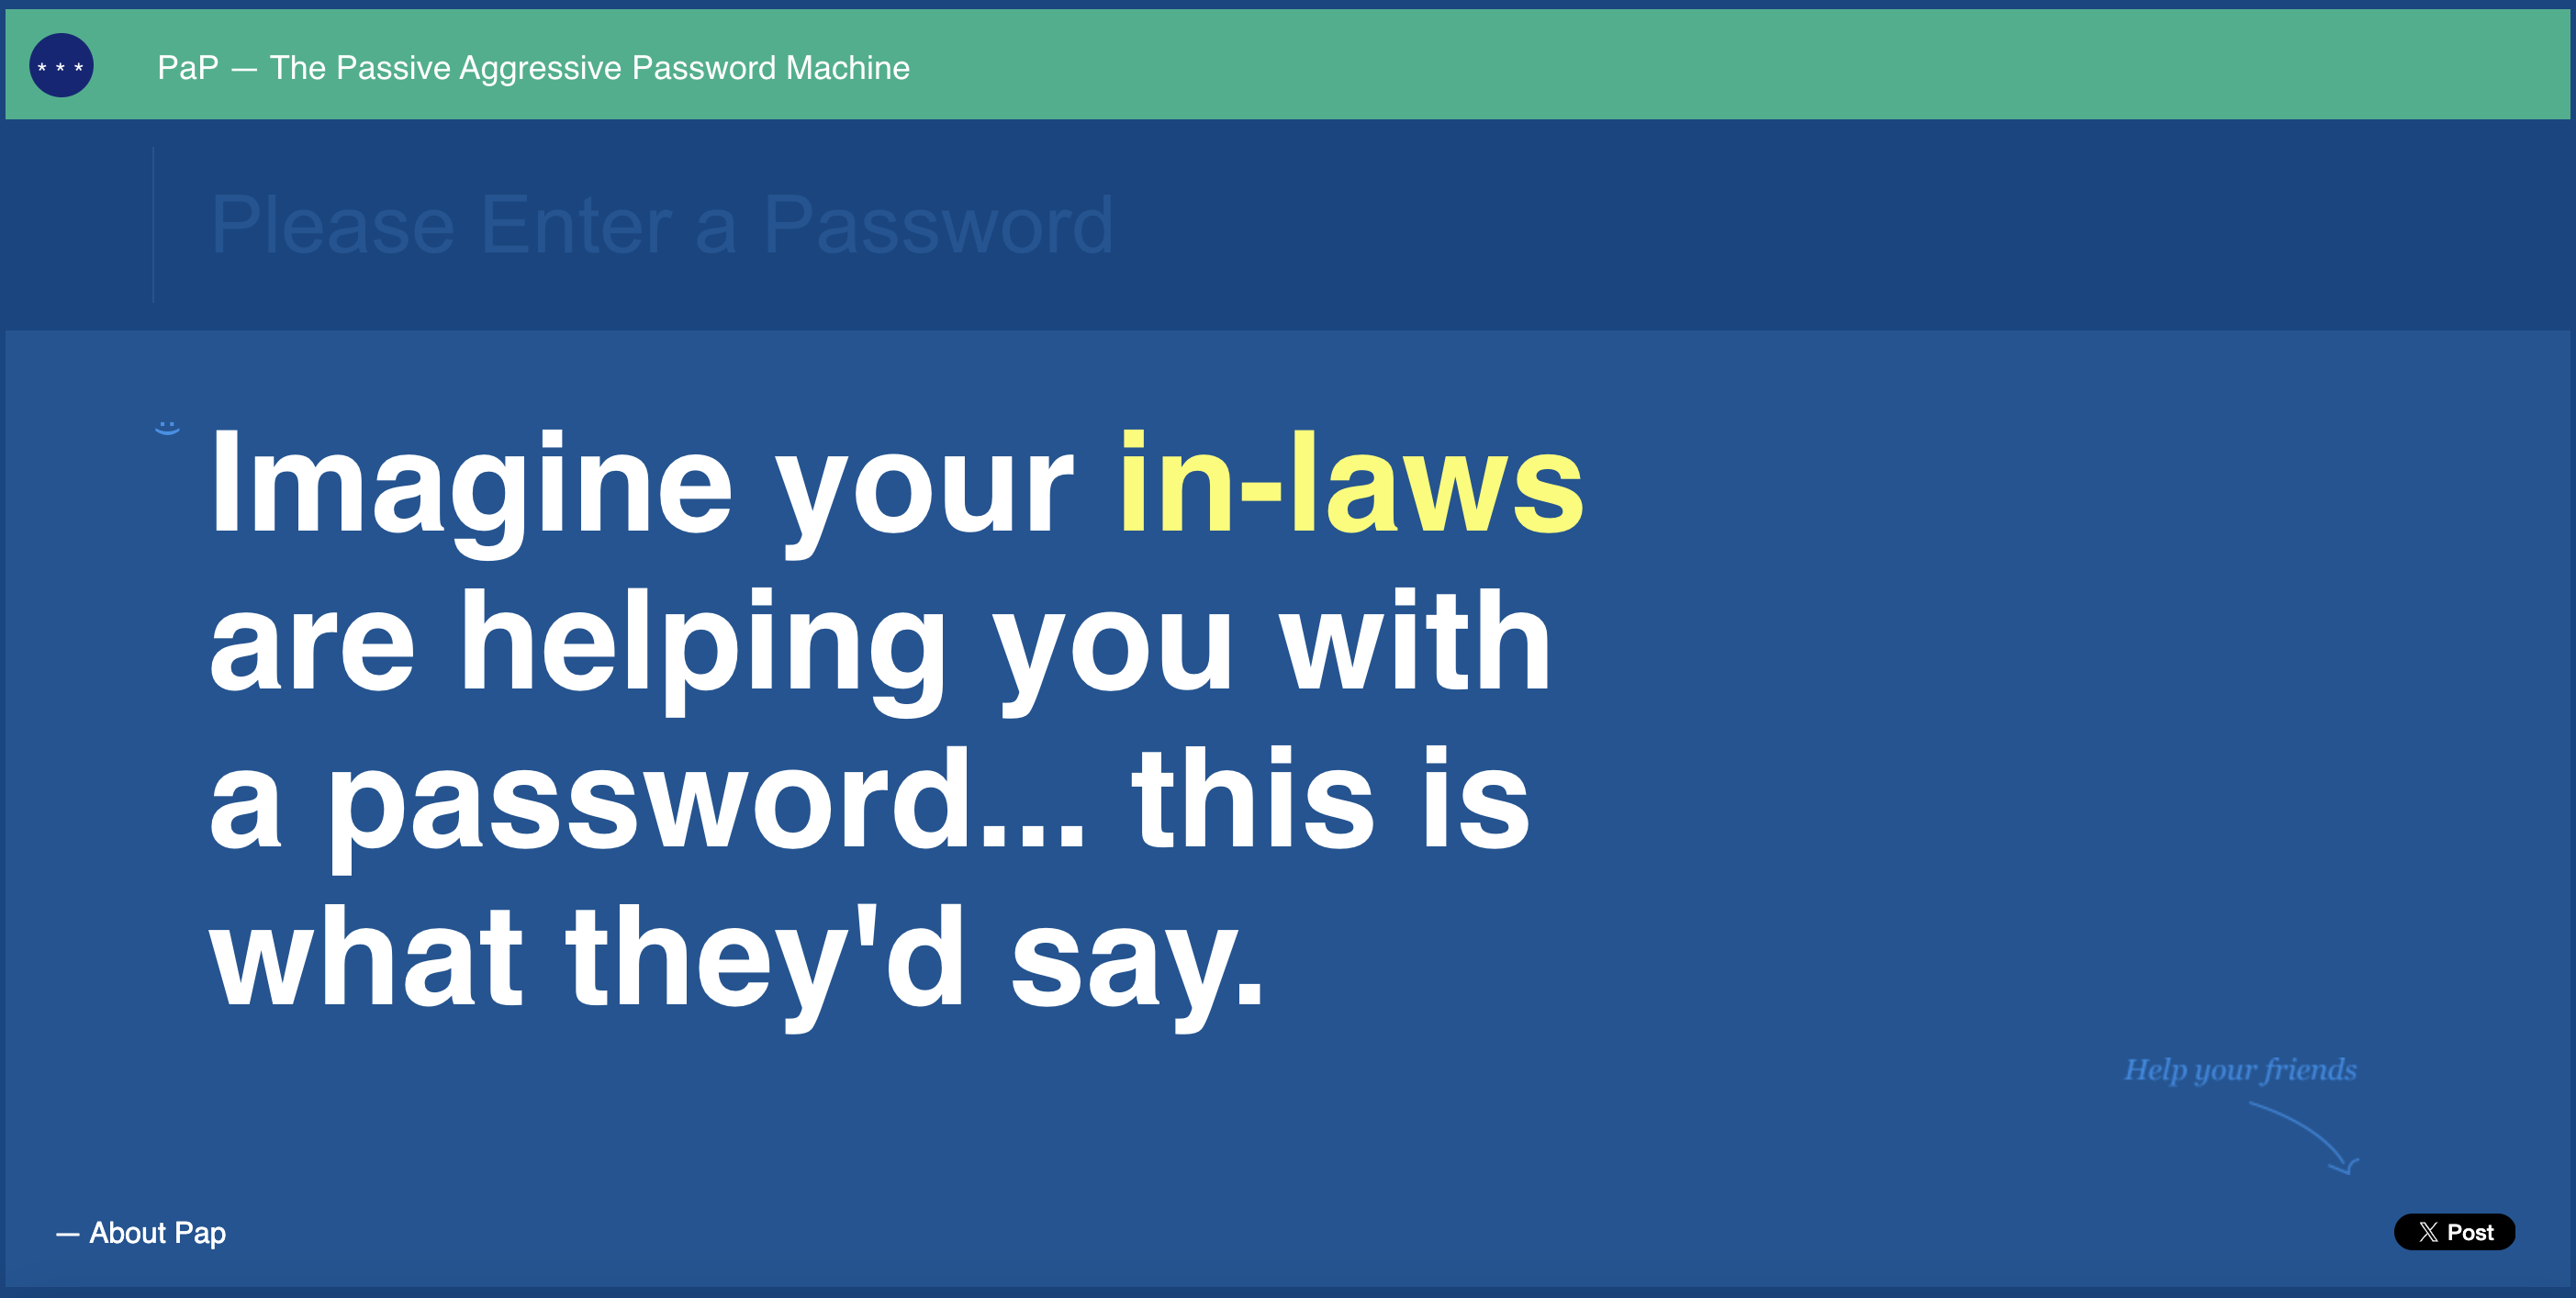 * * *
PaP — The Passive Aggressive Password Machine
Please Enter a Password
:)
Imagine your in-laws
are helping you with
a password... this is
what they'd say.
Help your friends
— About Pap
𝕏 Post